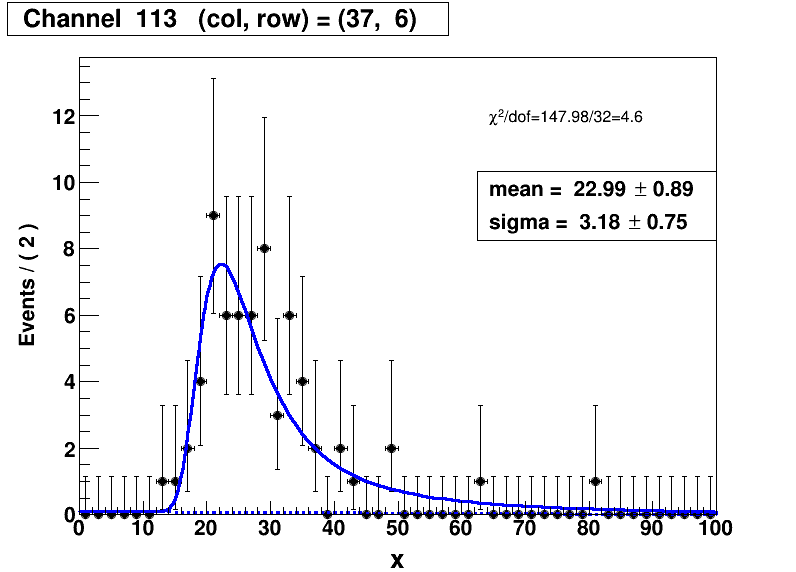 Channel 113 (col, row) = (37, 6)
χ²/dof=147.98/32=4.6
mean = 22.99 ± 0.89
sigma = 3.18 ± 0.75
Events / ( 2 )
12
10
8
6
4
2
0
0 10 20 30 40 50 60 70 80 90 100
x